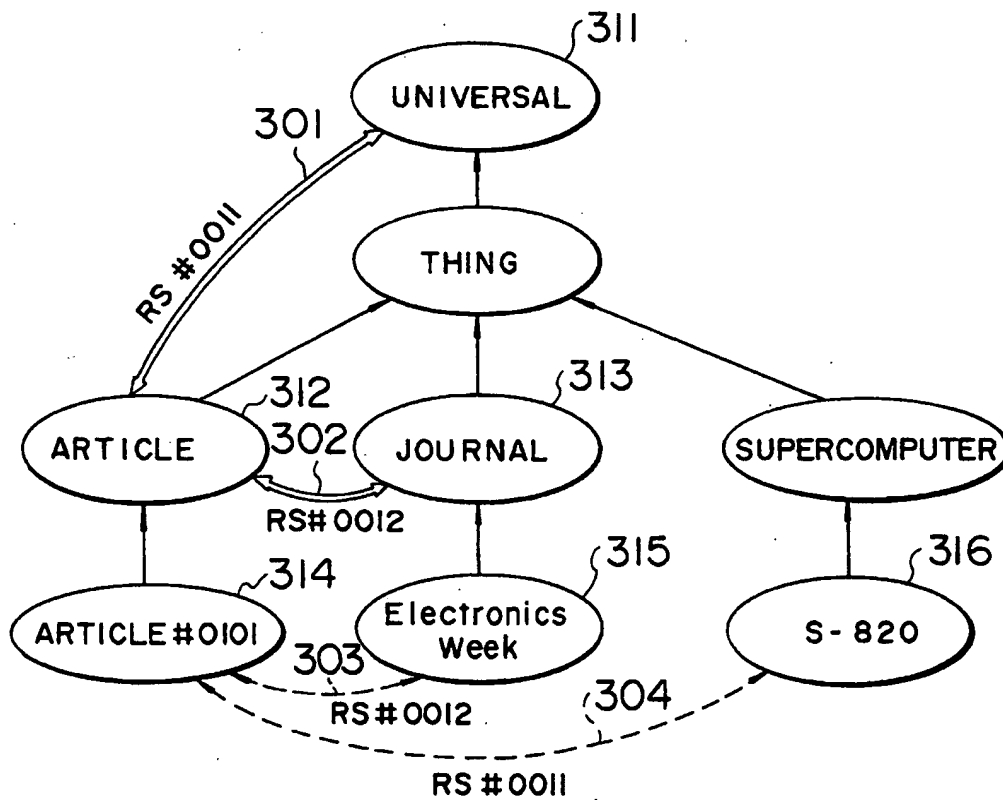 311
UNIVERSAL
301
RS #0011
THING
312
313
302
ARTICLE
JOURNAL
SUPERCOMPUTER
RS#0012
314
315
316
ARTICLE#0101
Electronics
Week
S-820
303
RS#0012
304
RS#0011